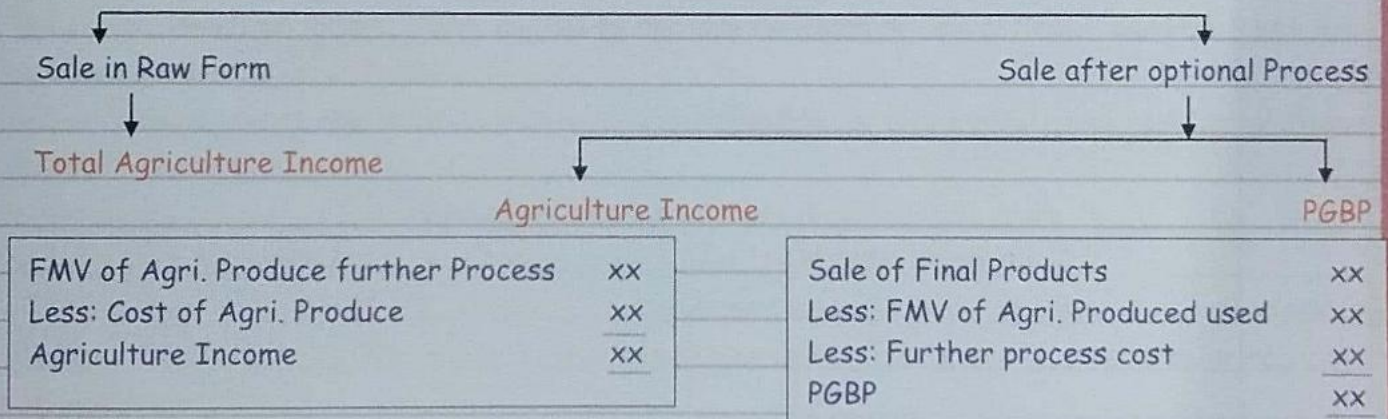 Sale in Raw Form
Sale after optional Process
Total Agriculture Income
Agriculture Income
PGBP
FMV of Agri. Produce further Process xx
Less: Cost of Agri. Produce xx
Agriculture Income xx
Sale of Final Products xx
Less: FMV of Agri. Produced used xx
Less: Further process cost xx
PGBP xx